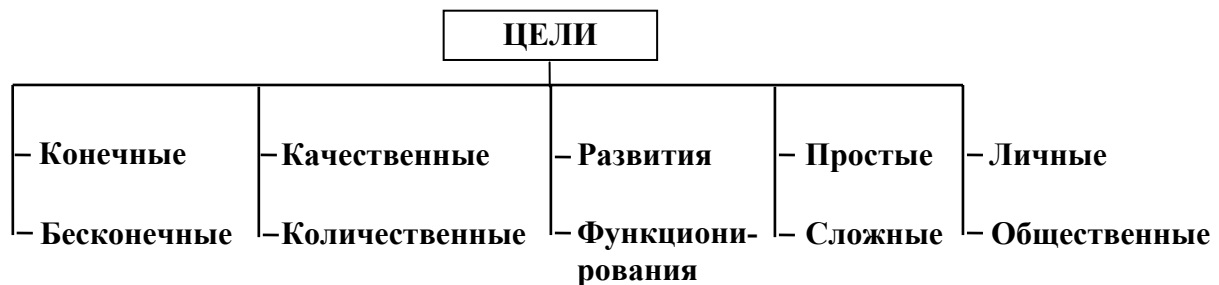 ЦЕЛИ
– Конечные
– Качественные
– Развития
– Простые
– Личные
– Бесконечные
– Количественные
– Функциони-
рования
– Сложные
– Общественные